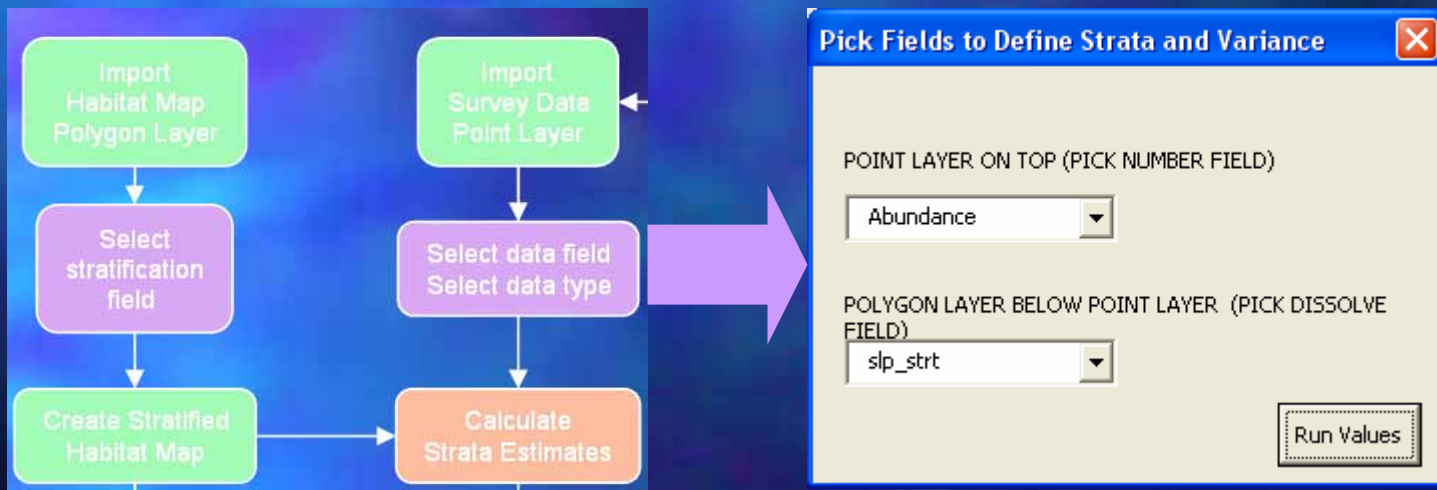 Import
Habitat Map
Polygon Layer
Import
Survey Data
Point Layer
Select
stratification
field
Select data field
Select data type
Create Stratified
Habitat Map
Calculate
Strata Estimates
Pick Fields to Define Strata and Variance
POINT LAYER ON TOP (PICK NUMBER FIELD)
Abundance
POLYGON LAYER BELOW POINT LAYER (PICK DISSOLVE
FIELD)
slp_strt
Run Values